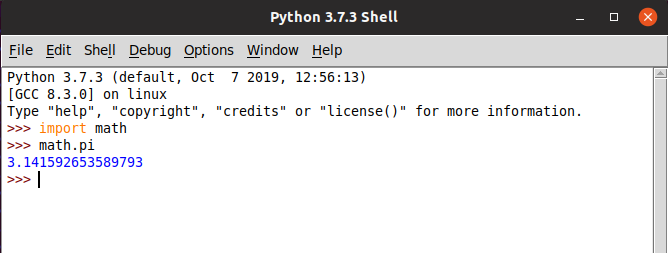 Python 3.7.3 Shell
File Edit Shell Debug Options Window Help
Python 3.7.3 (default, Oct  7 2019, 12:56:13)
[GCC 8.3.0] on linux
Type "help", "copyright", "credits" or "license()" for more information.
>>> import math
>>> math.pi
3.141592653589793
>>>